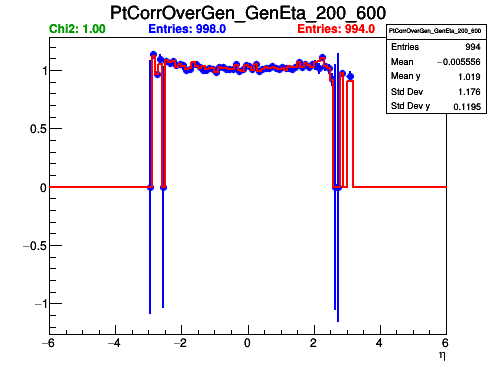 PtCorrOverGen_GenEta_200_600
Chi2: 1.00 Entries: 998.0 Entries: 994.0
PtCorrOverGen_GenEta_200_600
Entries 994
Mean −0.005556
Mean y 1.019
Std Dev 1.176
Std Dev y 0.1195
1
0.5
0
−0.5
−1
−6 −4 −2 0 2 4 6
η